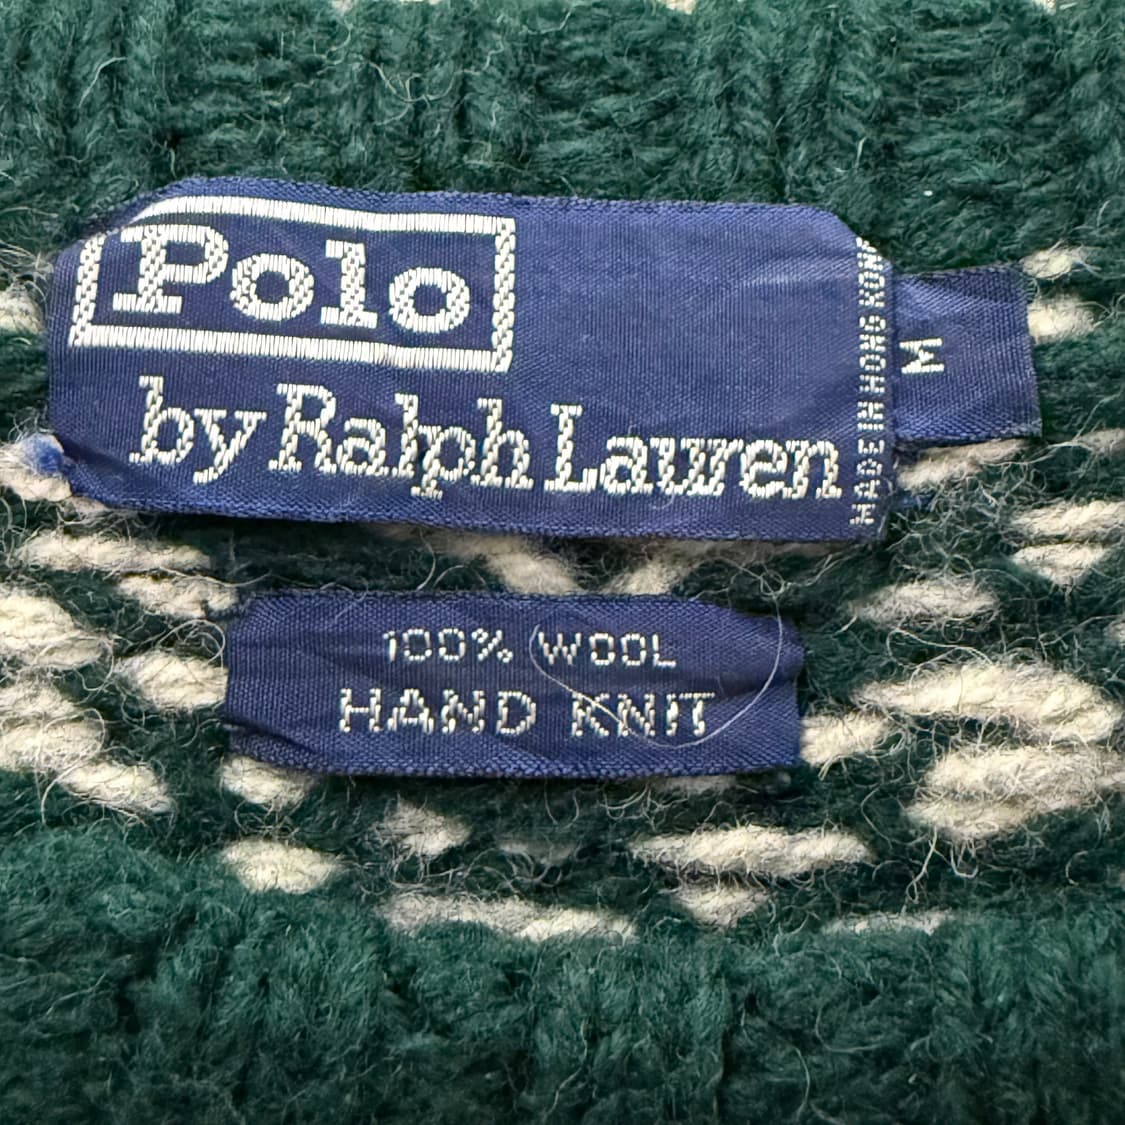 Polo
by Ralph Lauren
MADE IN HONG KONG
M
100% WOOL
HAND KNIT